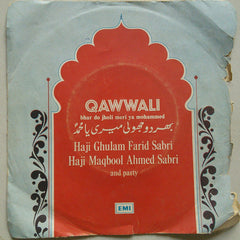 QAWWALI
bhar do jholi meri ya mohammed
بھر دو جھولی میری یا محمدؐ
Haji Ghulam Farid Sabri
Haji Maqbool Ahmed Sabri
and party
EMI